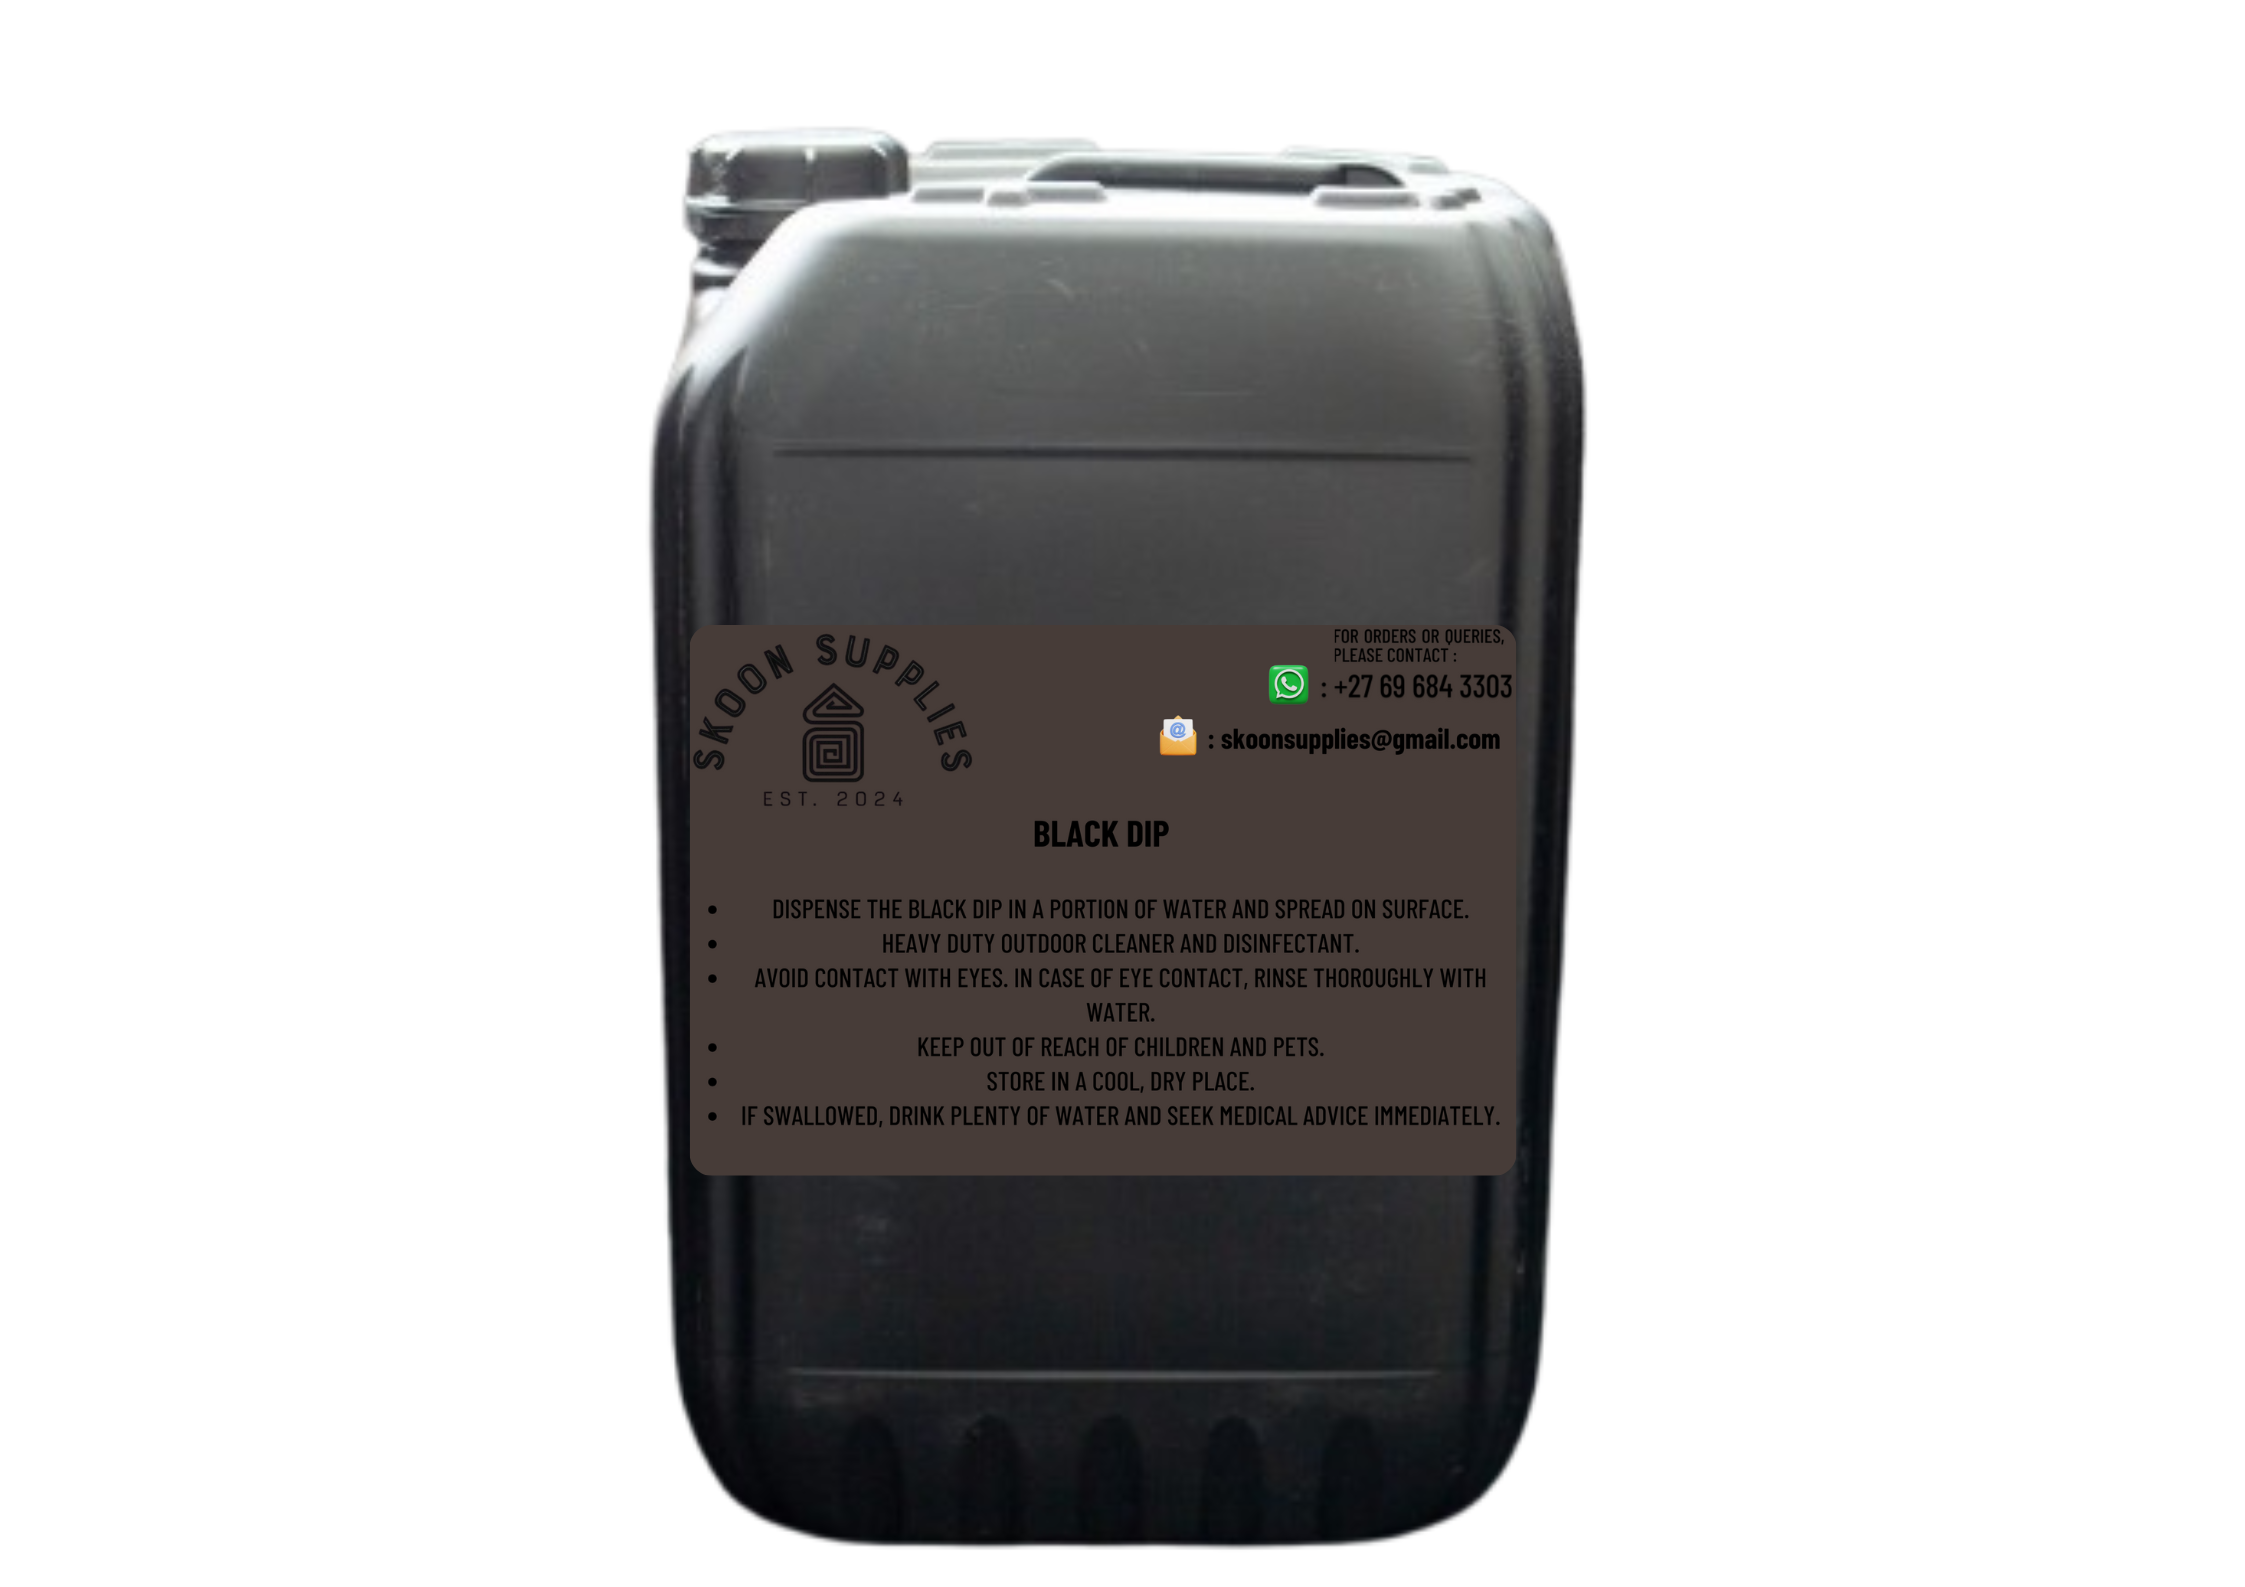 SKOON SUPPLIES
EST. 2024
FOR ORDERS OR QUERIES,
PLEASE CONTACT :
: +27 69 684 3303
@
: skoonsupplies@gmail.com
BLACK DIP
• DISPENSE THE BLACK DIP IN A PORTION OF WATER AND SPREAD ON SURFACE.
• HEAVY DUTY OUTDOOR CLEANER AND DISINFECTANT.
• AVOID CONTACT WITH EYES. IN CASE OF EYE CONTACT, RINSE THOROUGHLY WITH
WATER.
• KEEP OUT OF REACH OF CHILDREN AND PETS.
• STORE IN A COOL, DRY PLACE.
• IF SWALLOWED, DRINK PLENTY OF WATER AND SEEK MEDICAL ADVICE IMMEDIATELY.